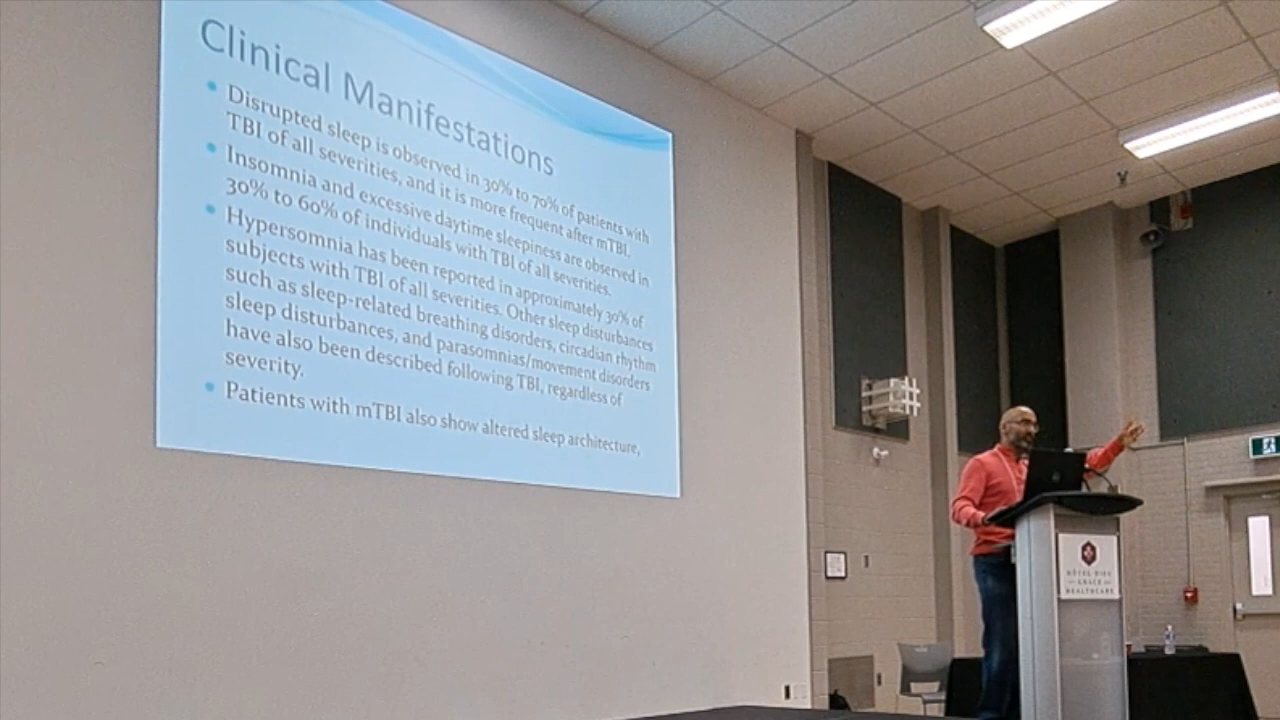 Clinical Manifestations
Disrupted sleep is observed in 30% to 70% of patients with
TBI of all severities, and it is more frequent after mTBI.
Insomnia and excessive daytime sleepiness are observed in
30% to 60% of individuals with TBI of all severities.
Hypersomnia has been reported in approximately 30% of
subjects with TBI of all severities. Other sleep disturbances
such as sleep-related breathing disorders, circadian rhythm
sleep disturbances, and parasomnias/movement disorders
have also been described following TBI, regardless of
severity.
Patients with mTBI also show altered sleep architecture,
HÔTEL-DIEU
GRACE
HEALTHCARE